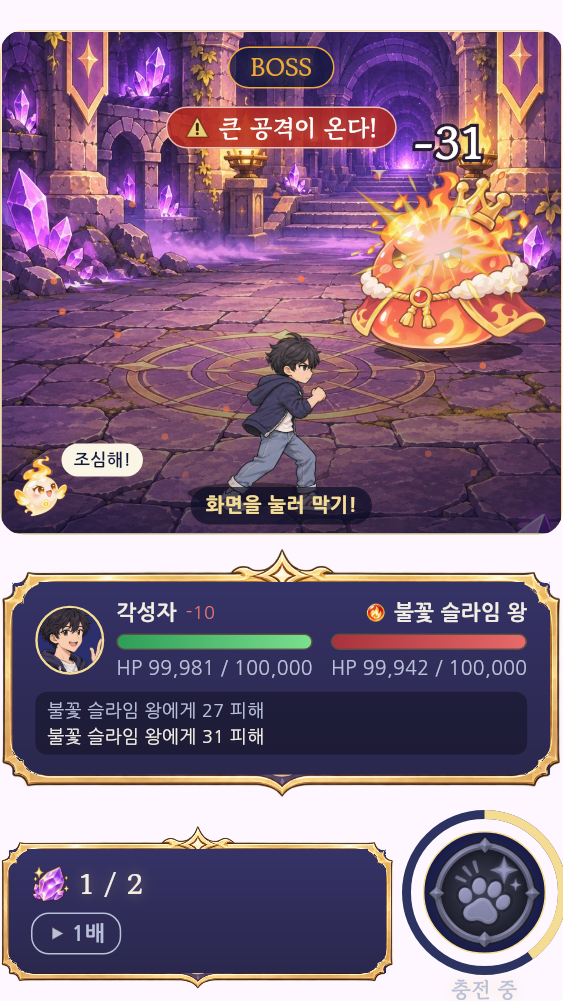 BOSS
큰 공격이 온다!
-31
조심해!
화면을 눌러 막기!
각성자 -10
불꽃 슬라임 왕
HP 99,981 / 100,000
HP 99,942 / 100,000
불꽃 슬라임 왕에게 27 피해
불꽃 슬라임 왕에게 31 피해
1 / 2
▶ 1배
충전 중